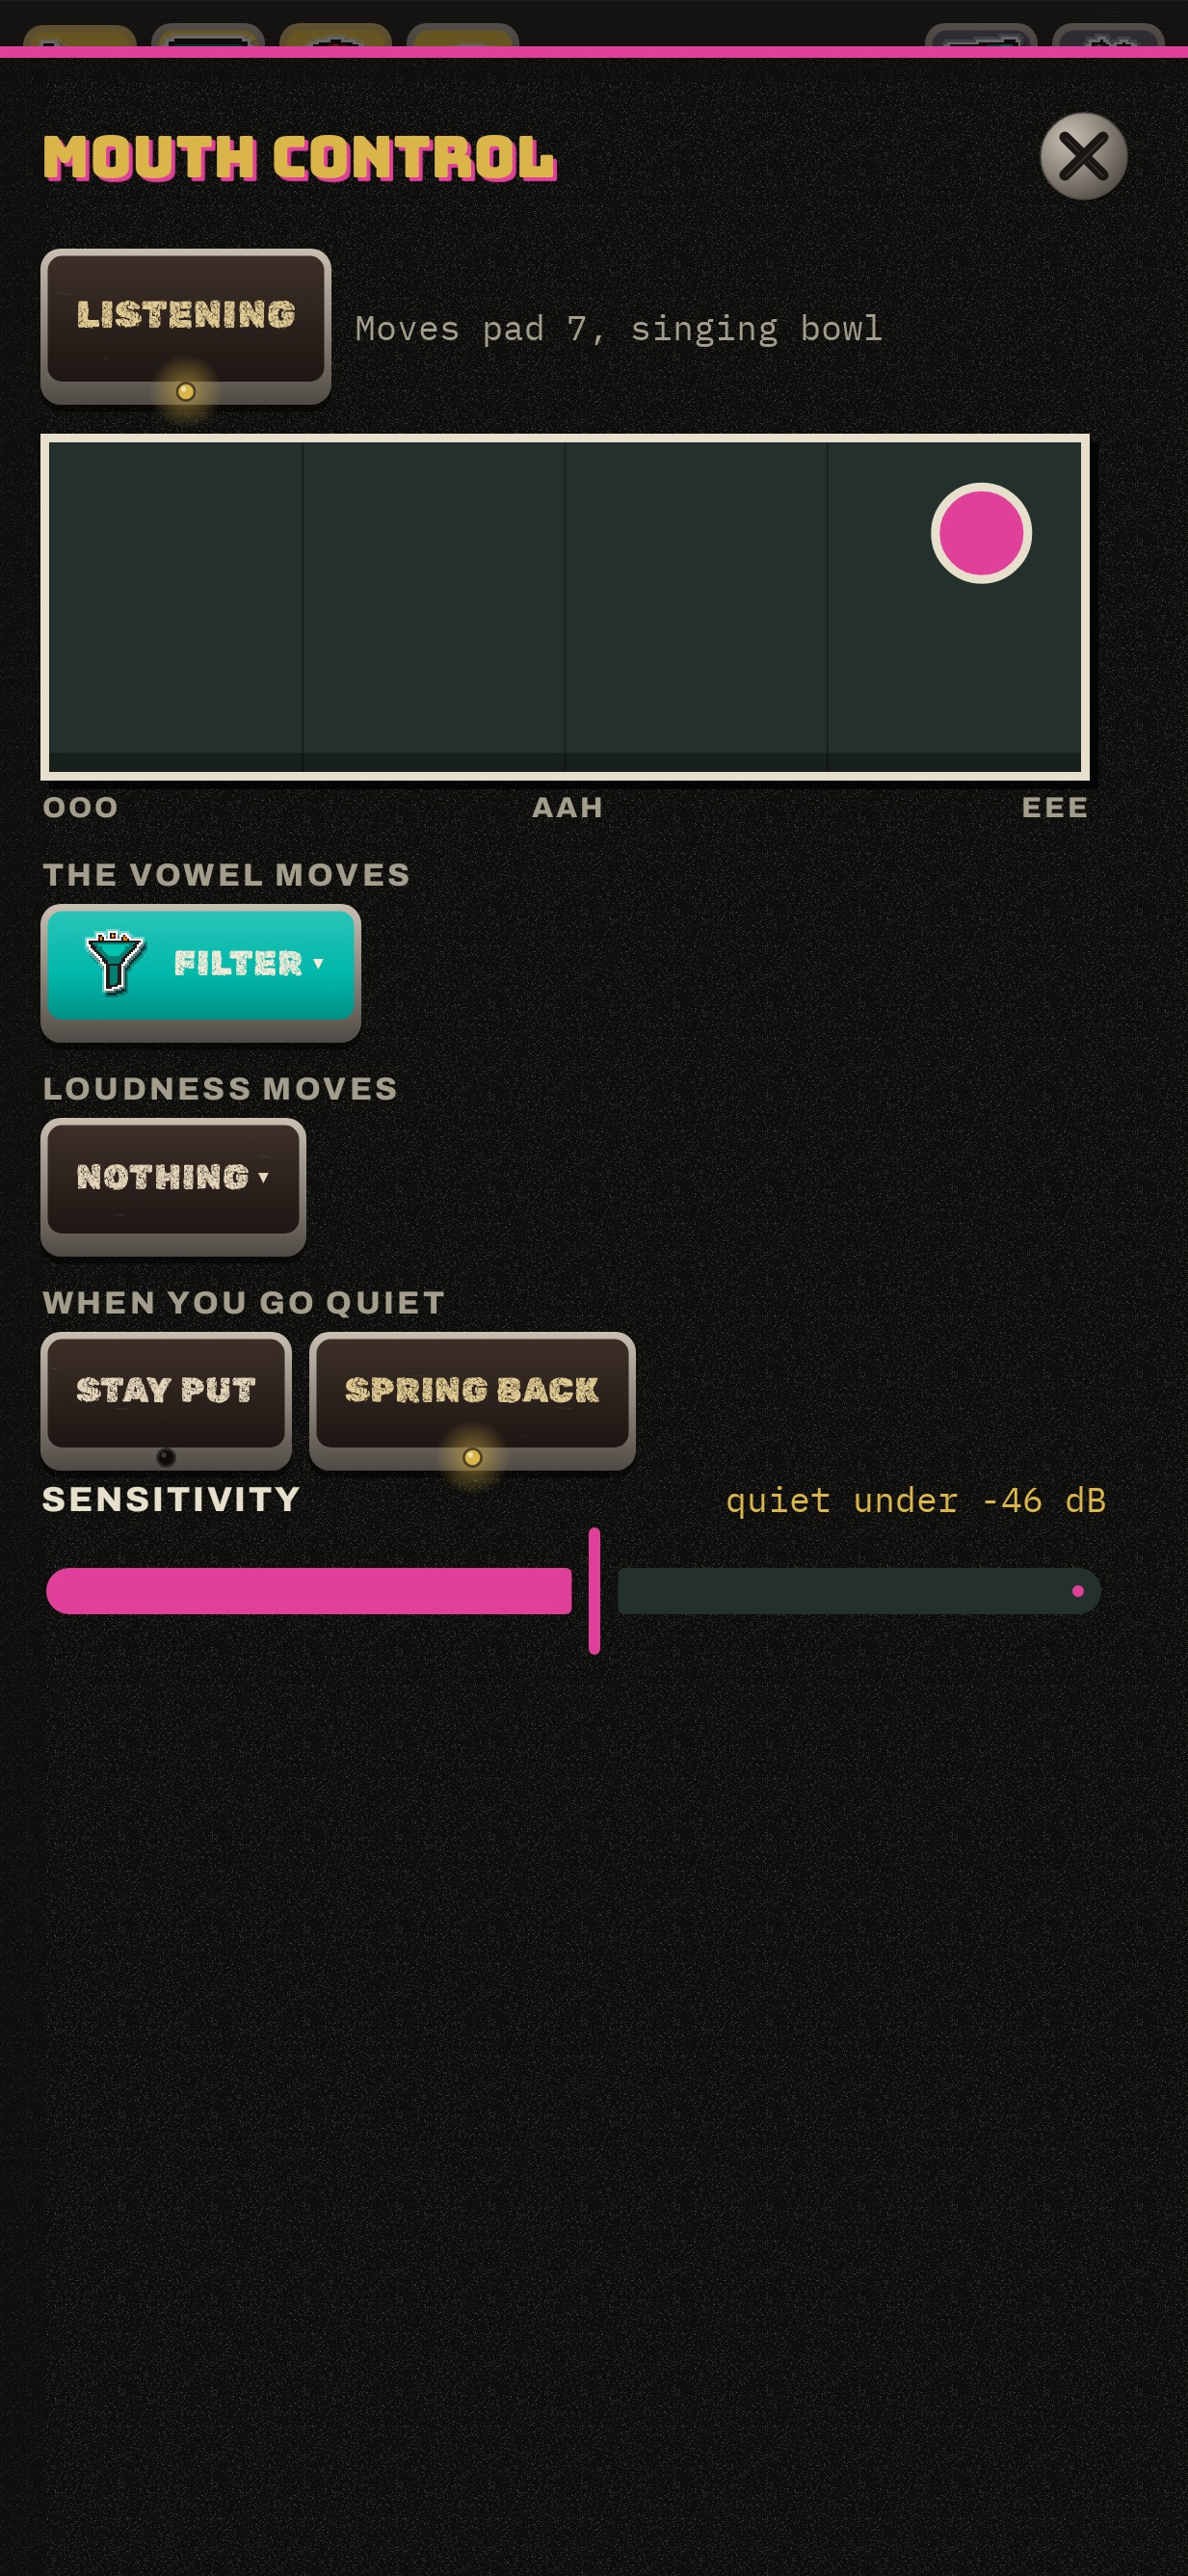 MOUTH CONTROL
LISTENING
Moves pad 7, singing bowl
OOO AAH EEE
THE VOWEL MOVES
FILTER ▾
LOUDNESS MOVES
NOTHING ▾
WHEN YOU GO QUIET
STAY PUT SPRING BACK
SENSITIVITY quiet under -46 dB